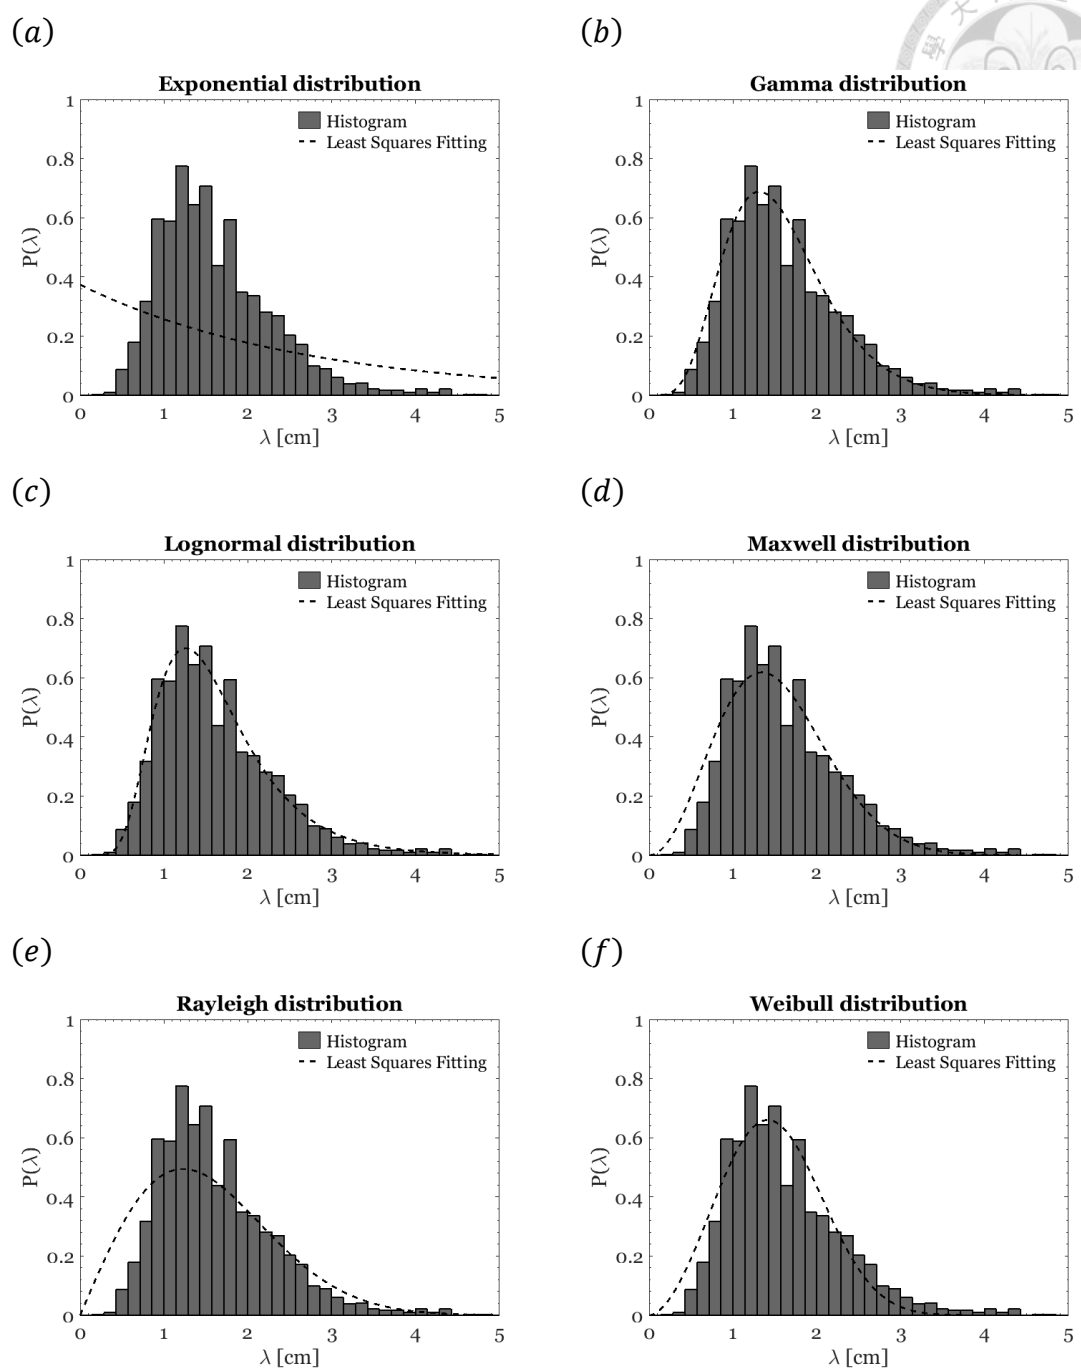 (a)
Exponential distribution
1
0.8
0.6
0.4
0.2
0
P(λ)
Histogram
Least Squares Fitting
0 1 2 3 4 5
λ [cm]
(b)
Gamma distribution
1
0.8
0.6
0.4
0.2
0
P(λ)
Histogram
Least Squares Fitting
0 1 2 3 4 5
λ [cm]
(c)
Lognormal distribution
1
0.8
0.6
0.4
0.2
0
P(λ)
Histogram
Least Squares Fitting
0 1 2 3 4 5
λ [cm]
(d)
Maxwell distribution
1
0.8
0.6
0.4
0.2
0
P(λ)
Histogram
Least Squares Fitting
0 1 2 3 4 5
λ [cm]
(e)
Rayleigh distribution
1
0.8
0.6
0.4
0.2
0
P(λ)
Histogram
Least Squares Fitting
0 1 2 3 4 5
λ [cm]
(f)
Weibull distribution
1
0.8
0.6
0.4
0.2
0
P(λ)
Histogram
Least Squares Fitting
0 1 2 3 4 5
λ [cm]
學 大